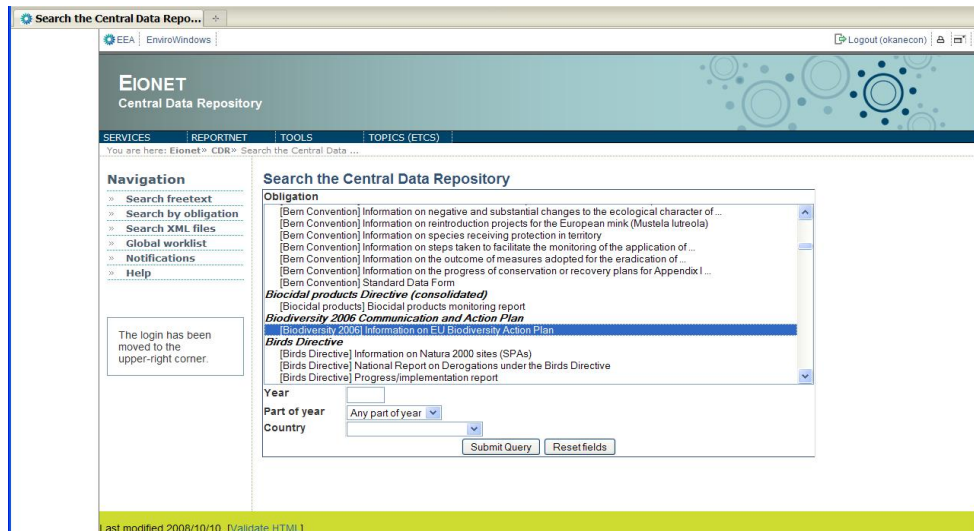 Search the Central Data Repo...
EEA EnviroWindows
Logout (okanecon)
EIONET
Central Data Repository
SERVICES REPORTNET TOOLS TOPICS (ETCS)
You are here: Eionet» CDR» Search the Central Data ...
Navigation
» Search freetext
» Search by obligation
» Search XML files
» Global worklist
» Notifications
» Help
The login has been
moved to the
upper-right corner.
Search the Central Data Repository
Obligation
[Bern Convention] Information on negative and substantial changes to the ecological character of ...
[Bern Convention] Information on reintroduction projects for the European mink (Mustela lutreola)
[Bern Convention] Information on species receiving protection in territory
[Bern Convention] Information on steps taken to facilitate the monitoring of the application of ...
[Bern Convention] Information on the outcome of measures adopted for the eradication of ...
[Bern Convention] Information on the progress of conservation or recovery plans for Appendix I ...
[Bern Convention] Standard Data Form
Biocidal products Directive (consolidated)
[Biocidal products] Biocidal products monitoring report
Biodiversity 2006 Communication and Action Plan
[Biodiversity 2006] Information on EU Biodiversity Action Plan
Birds Directive
[Birds Directive] Information on Natura 2000 sites (SPAs)
[Birds Directive] National Report on Derogations under the Birds Directive
[Birds Directive] Progress/implementation report
Year
Part of year Any part of year
Country
Submit Query Reset fields
Last modified 2008/10/10 [Validate HTML]